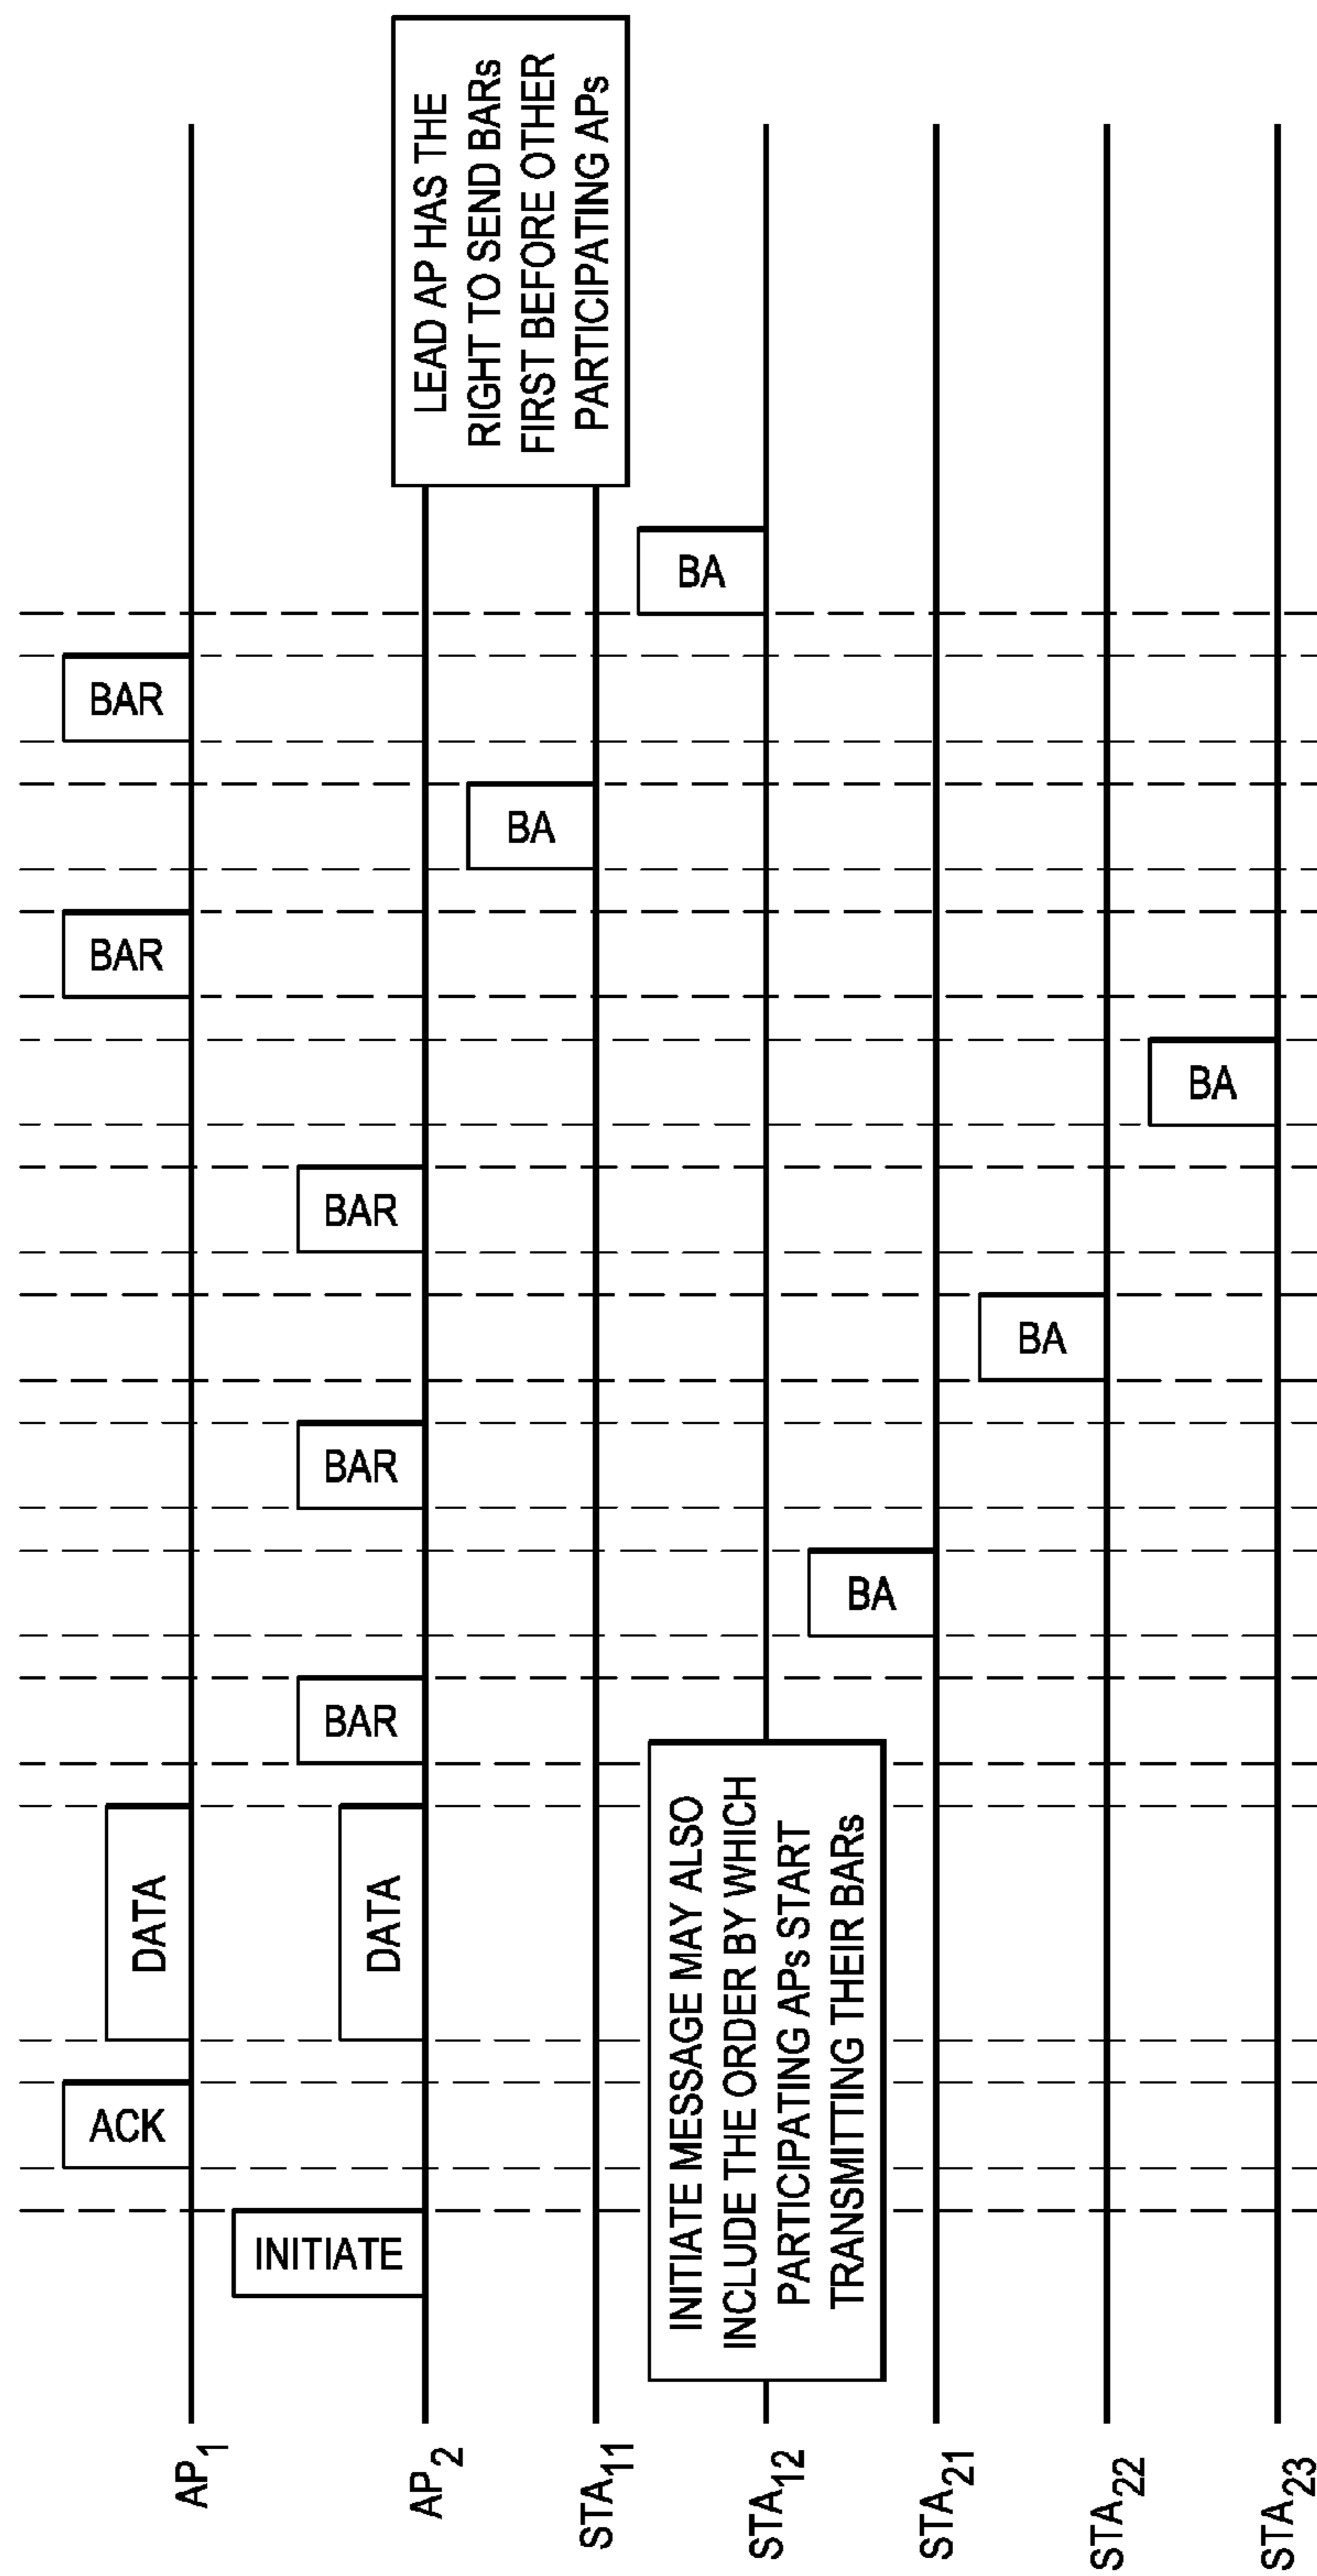 AP1
ACK
DATA
BAR
BAR
AP2
INITIATE
DATA
BAR
BAR
BAR
LEAD AP HAS THE
RIGHT TO SEND BARs
FIRST BEFORE OTHER
PARTICIPATING APs
STA11
BA
STA12
INITIATE MESSAGE MAY ALSO
INCLUDE THE ORDER BY WHICH
PARTICIPATING APs START
TRANSMITTING THEIR BARs
BA
STA21
BA
STA22
BA
STA23
BA